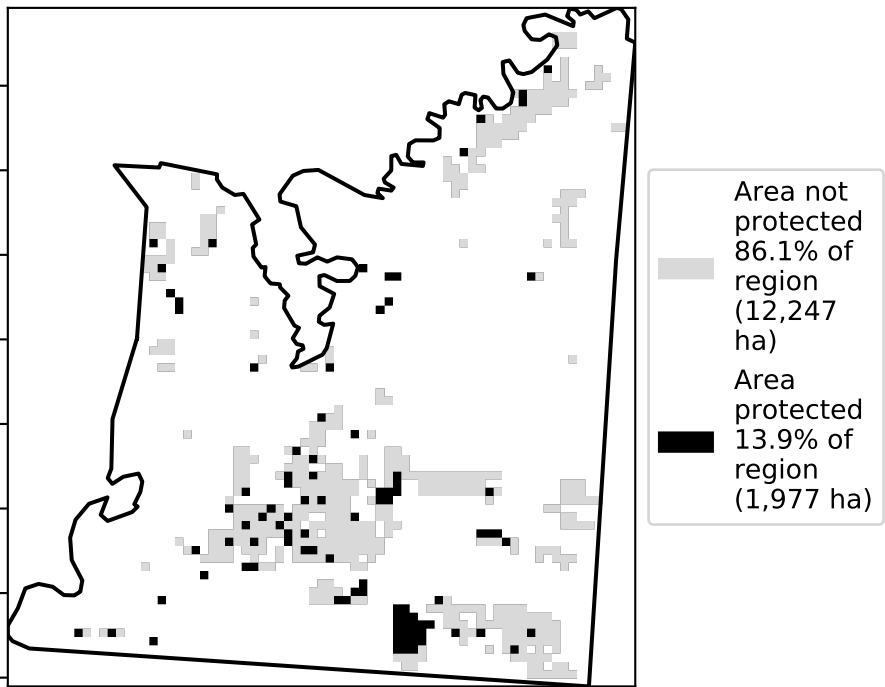 Area not
protected
86.1% of
region
(12,247
ha)
Area
protected
13.9% of
region
(1,977 ha)